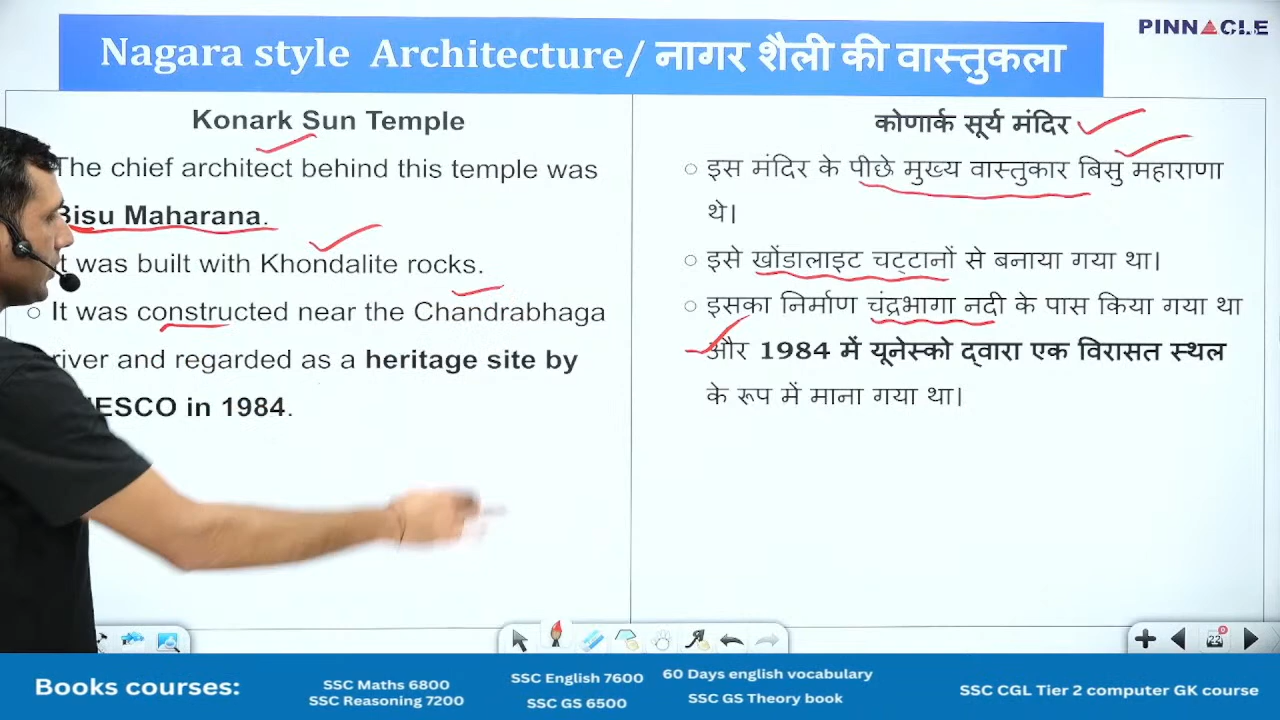 PINNACLE
Nagara style Architecture/ नागर शैली की वास्तुकला
Konark Sun Temple
The chief architect behind this temple was
Bisu Maharana.
It was built with Khondalite rocks.
○ It was constructed near the Chandrabhaga
river and regarded as a heritage site by
UNESCO in 1984.
कोणार्क सूर्य मंदिर
○ इस मंदिर के पीछे मुख्य वास्तुकार बिसु महाराणा
थे।
○ इसे खोंडालाइट चट्टानों से बनाया गया था।
○ इसका निर्माण चंद्रभागा नदी के पास किया गया था
और 1984 में यूनेस्को द्वारा एक विरासत स्थल
के रूप में माना गया था।
22
Books courses:
SSC Maths 6800
SSC Reasoning 7200
SSC English 7600
SSC GS 6500
60 Days english vocabulary
SSC GS Theory book
SSC CGL Tier 2 computer GK course